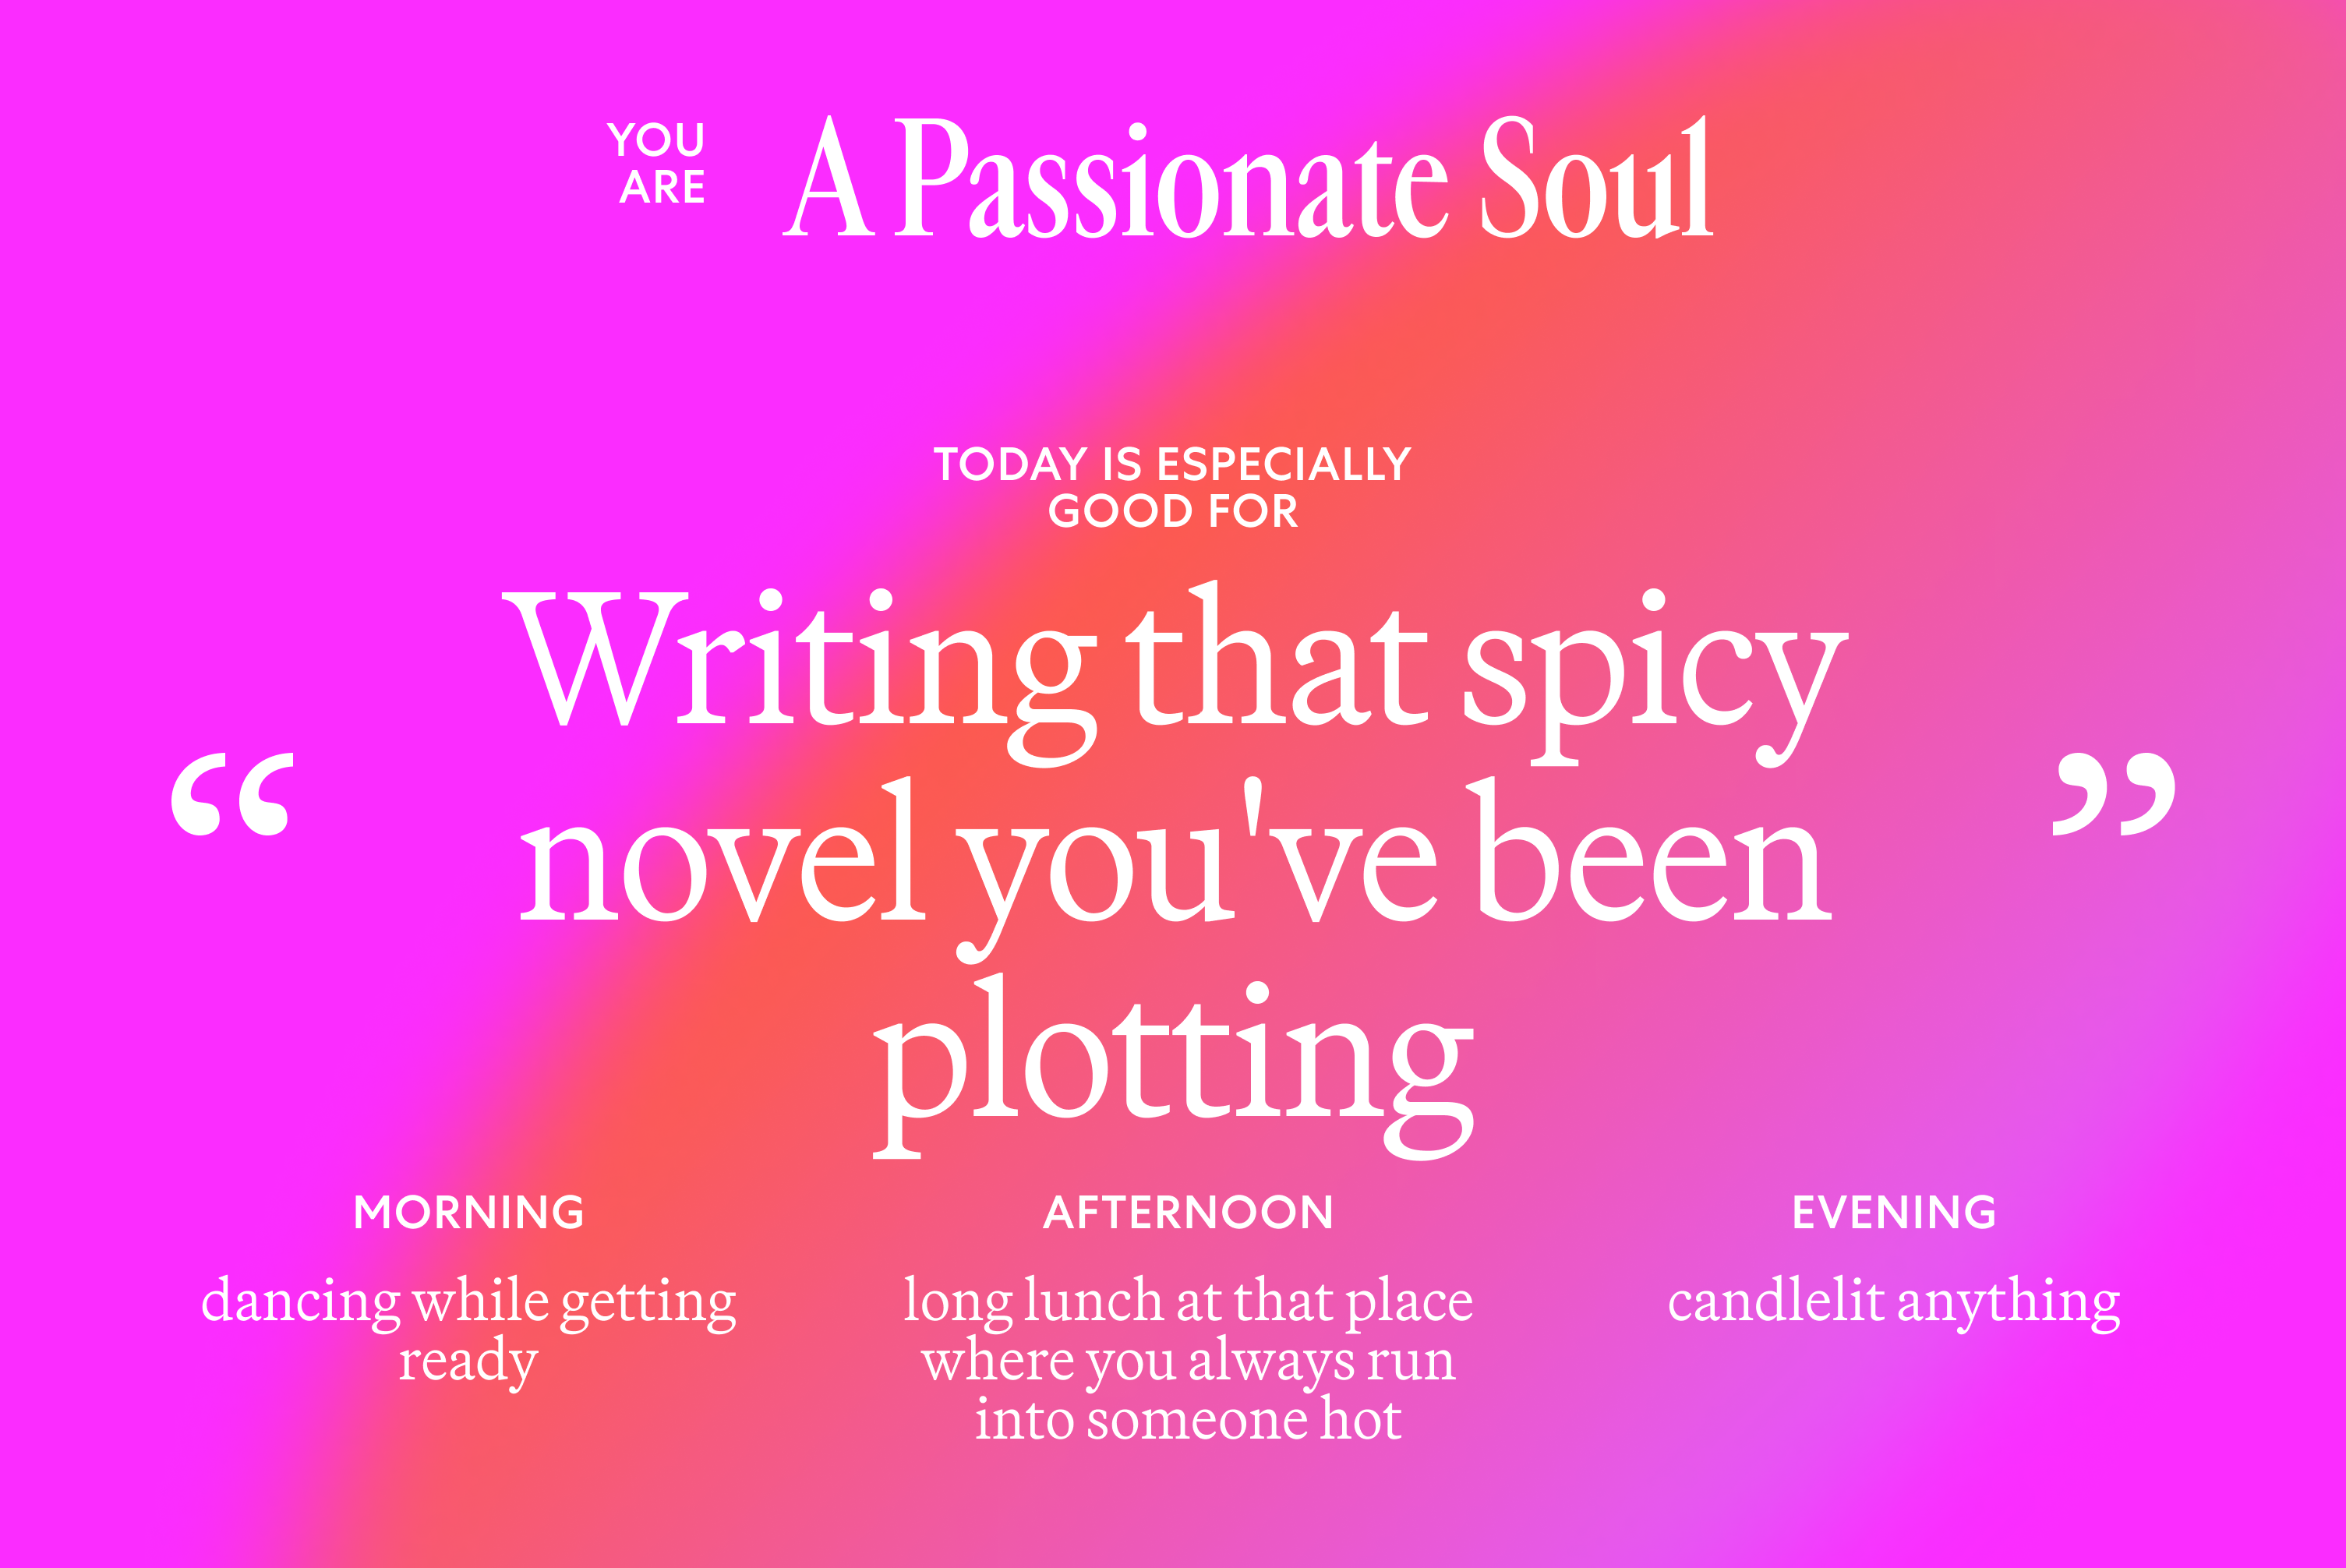 YOU
ARE
A Passionate Soul
TODAY IS ESPECIALLY
GOOD FOR
“ Writing that spicy
novel you've been
plotting ”
MORNING
dancing while getting
ready
AFTERNOON
long lunch at that place
where you always run
into someone hot
EVENING
candlelit anything